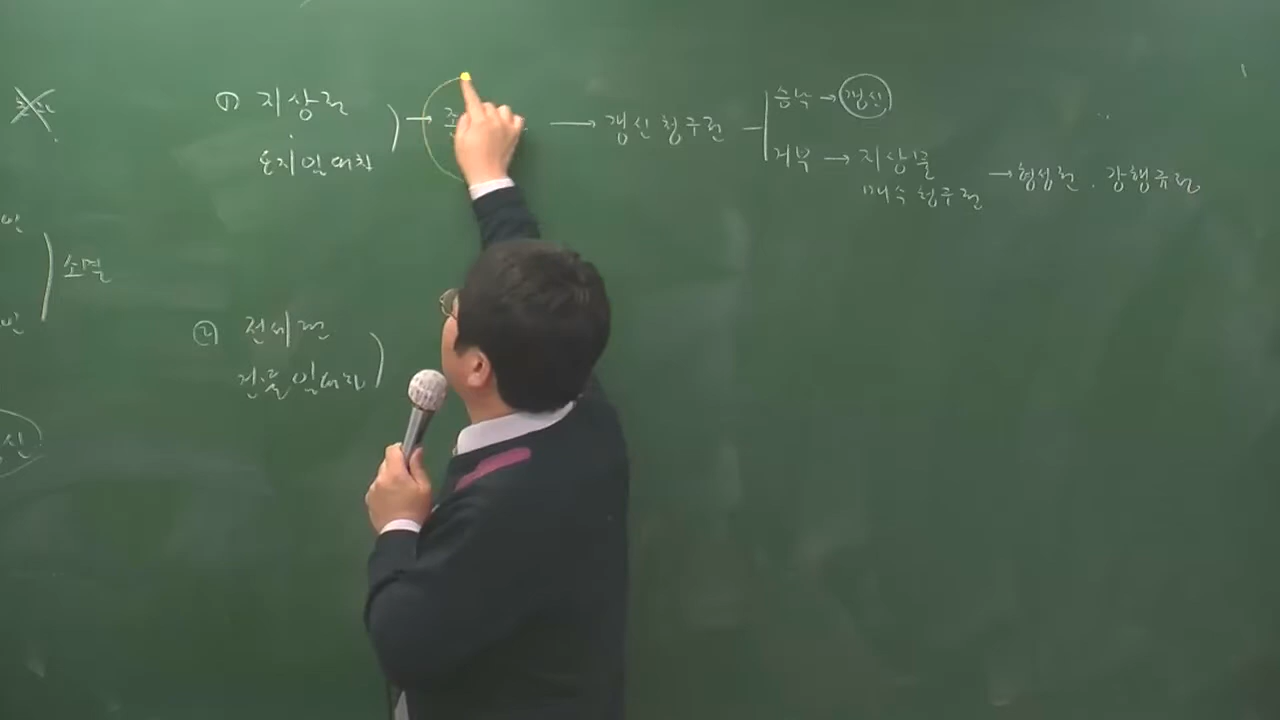 ① 지상권
토지임대차
→
→ 갱신청구권
승낙 → 갱신
거부 → 지상물
매수청구권
→ 형성권 . 강행규정
소멸
② 전세권
건물임대차
신